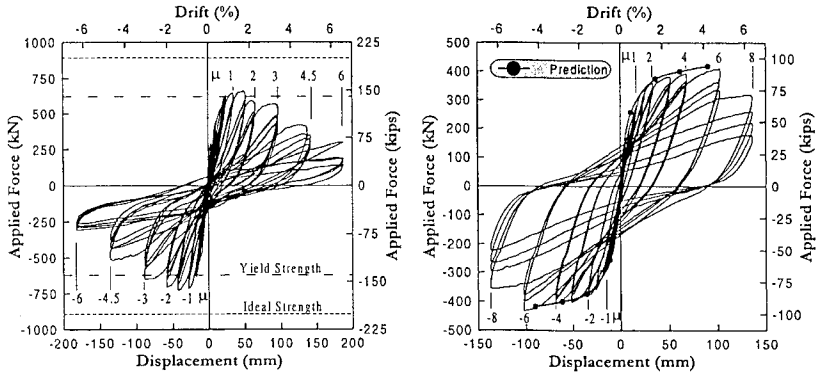 Drift (%)
-6 -3 0 3 6
1000 225
750 150
500
250 75
0 0
-250
-75
-500
-750 -150
-1000 -225
Applied Force (kN)
Applied Force (kips)
μ 1 2 3 4.5 6
-6 -4.5 -3 -2 -1 μ
Yield Strength
Ideal Strength
-200 -150 -100 -50 0 50 100 150 200
Displacement (mm)
Drift (%)
-6 -4 -2 0 2 4 6
500
400 100
300 75
200 50
100 25
0 0
-100 -25
-200 -50
-300 -75
-400 -100
-500
Applied Force (kN)
Applied Force (kips)
Prediction
μ 1 2 4 6 8
-8 -6 -4 -2 -1 μ
-150 -100 -50 0 50 100 150
Displacement (mm)